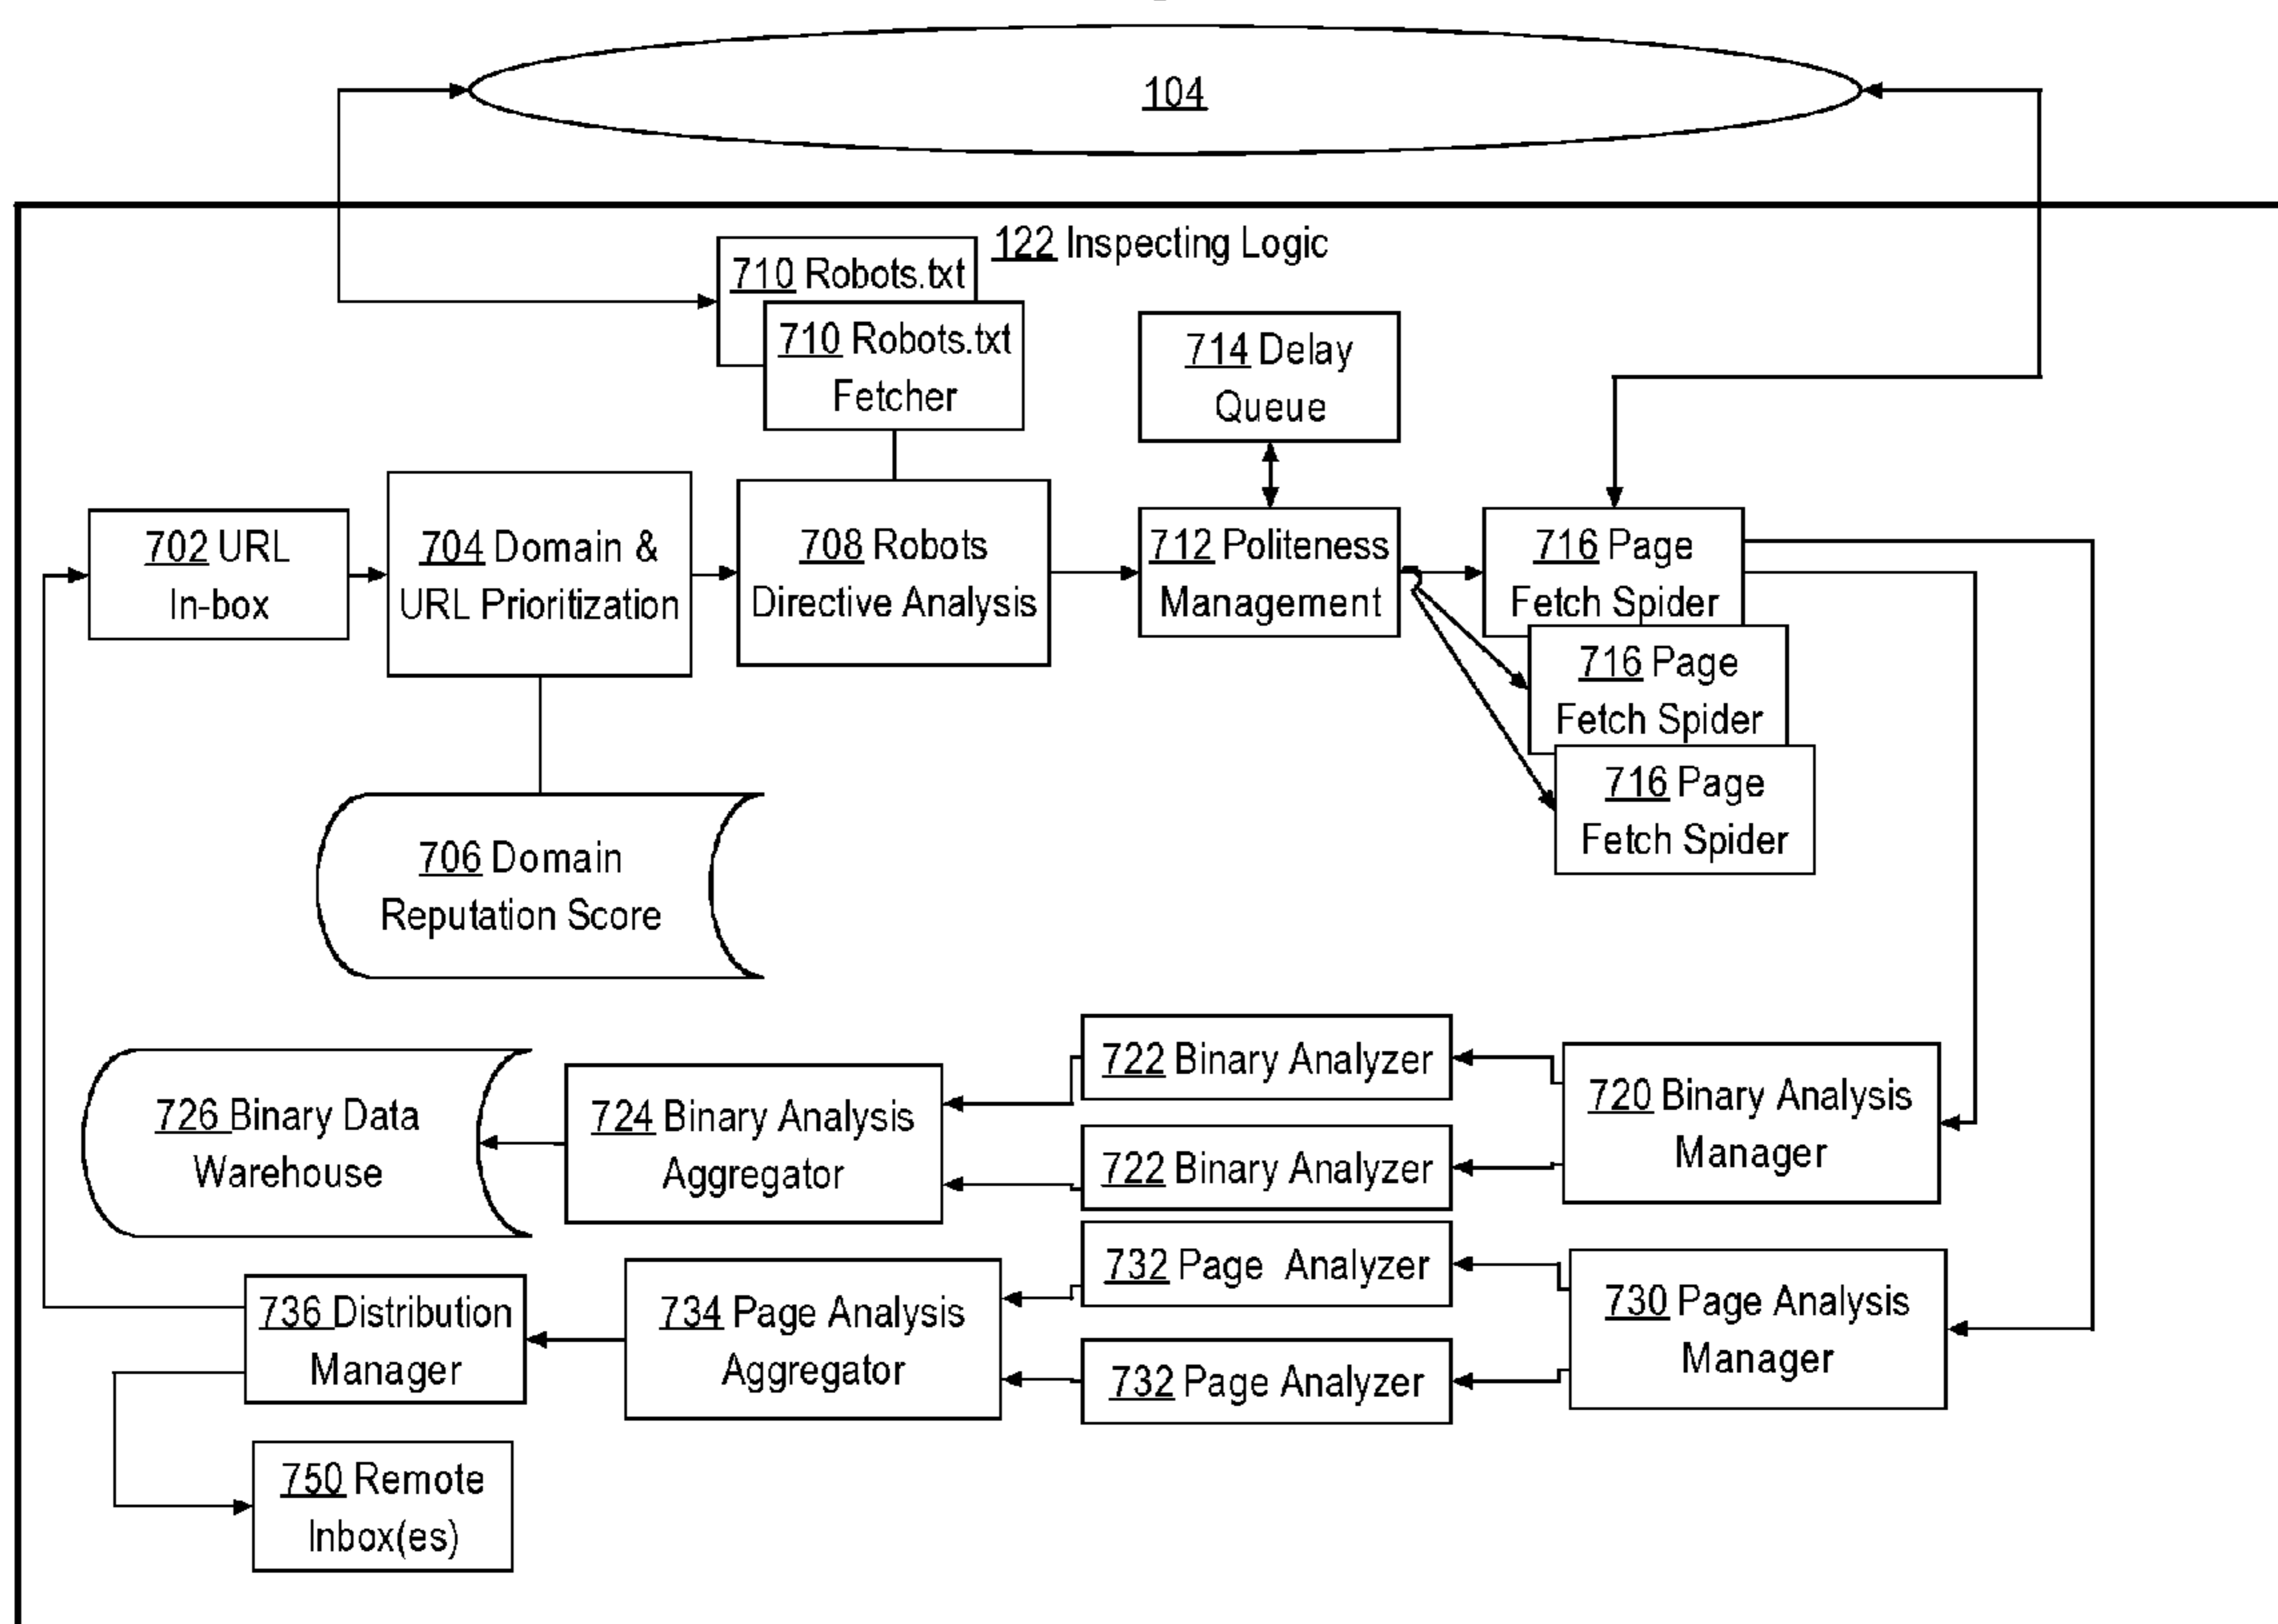 104
122 Inspecting Logic
710 Robots.txt
710 Robots.txt
Fetcher
714 Delay
Queue
702 URL
In-box
704 Domain &
URL Prioritization
708 Robots
Directive Analysis
712 Politeness
Management
716 Page
Fetch Spider
716 Page
Fetch Spider
716 Page
Fetch Spider
706 Domain
Reputation Score
726 Binary Data
Warehouse
724 Binary Analysis
Aggregator
722 Binary Analyzer
722 Binary Analyzer
720 Binary Analysis
Manager
736 Distribution
Manager
734 Page Analysis
Aggregator
732 Page Analyzer
732 Page Analyzer
730 Page Analysis
Manager
750 Remote
Inbox(es)